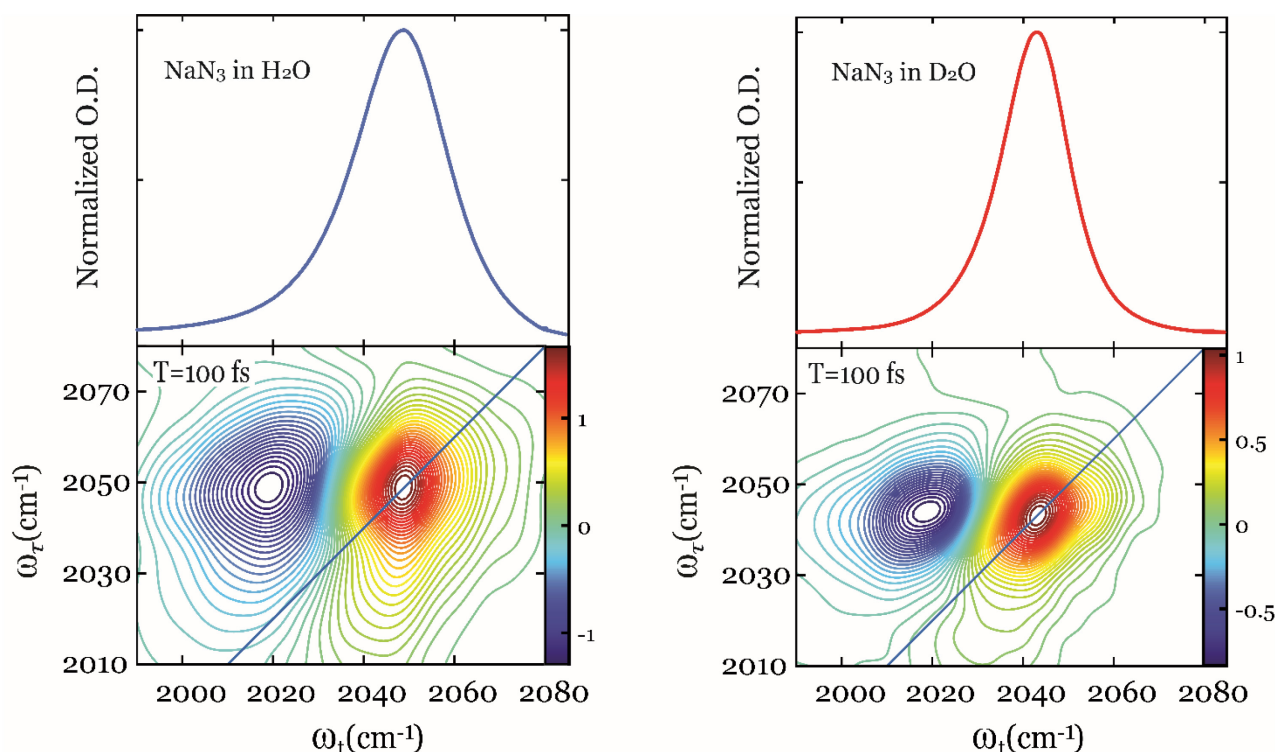 Normalized O.D.
NaN₃ in H₂O
T=100 fs
2070
2050
2030
2010
1
0
-1
ωτ(cm⁻¹)
2000 2020 2040 2060 2080
ωt(cm⁻¹)
Normalized O.D.
NaN₃ in D₂O
T=100 fs
2070
2050
2030
2010
1
0.5
0
-0.5
ωτ(cm⁻¹)
2000 2020 2040 2060 2080
ωt(cm⁻¹)